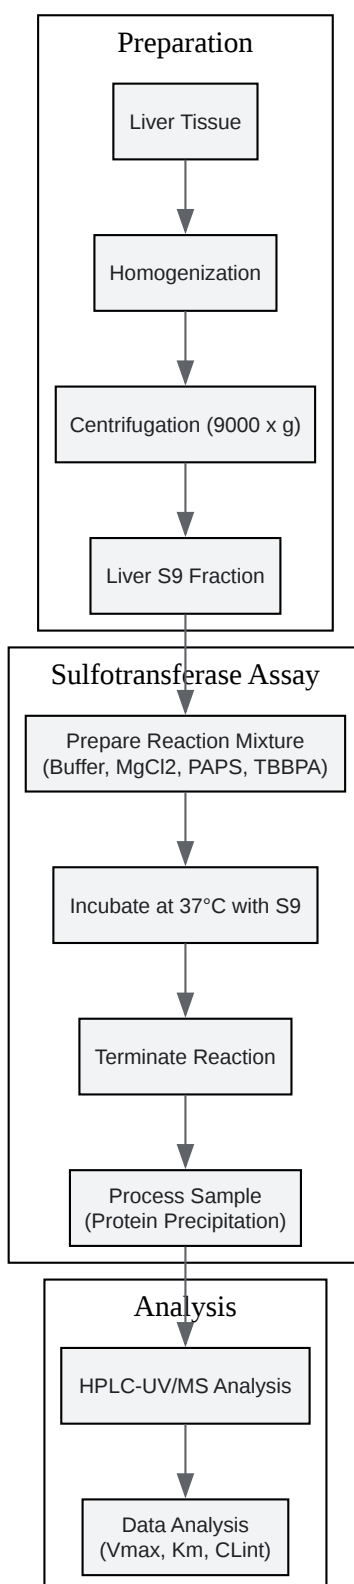 Preparation
Liver Tissue
Homogenization
Centrifugation (9000 x g)
Liver S9 Fraction
Sulfotransferase Assay
Prepare Reaction Mixture
(Buffer, MgCl2, PAPS, TBBPA)
Incubate at 37°C with S9
Terminate Reaction
Process Sample
(Protein Precipitation)
Analysis
HPLC-UV/MS Analysis
Data Analysis
(Vmax, Km, CLint)